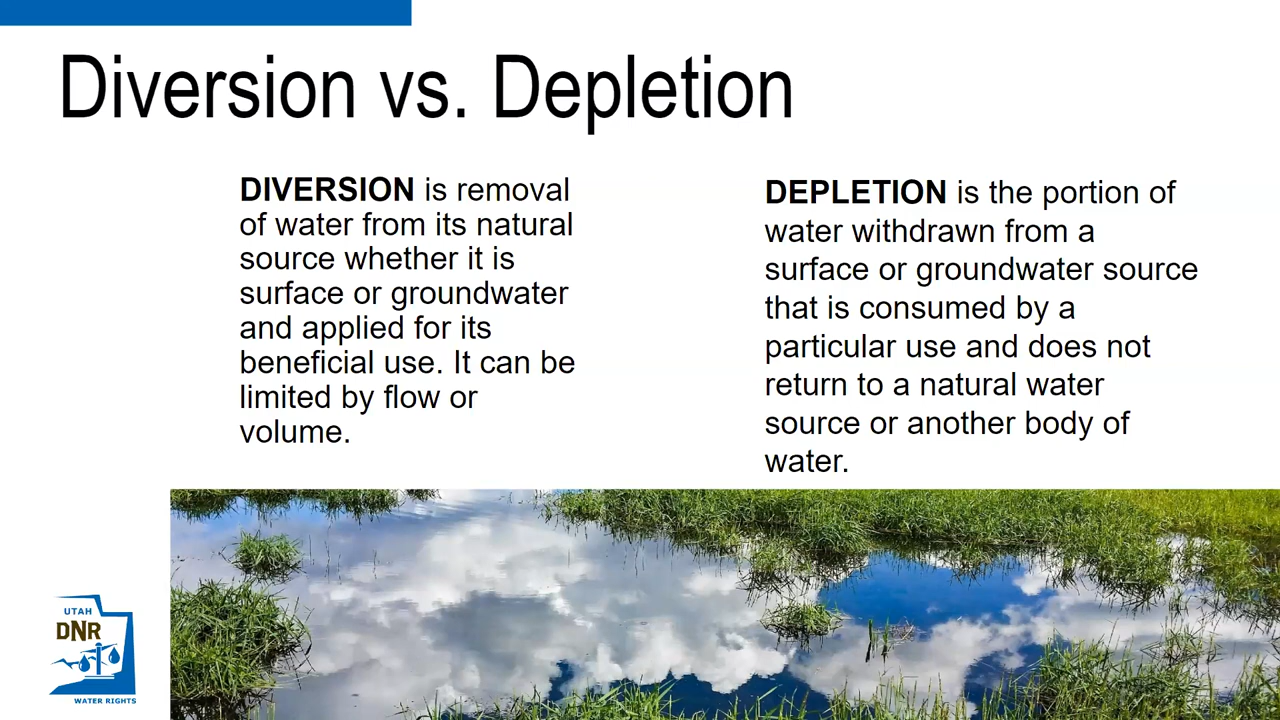 Diversion vs. Depletion
DIVERSION is removal
of water from its natural
source whether it is
surface or groundwater
and applied for its
beneficial use. It can be
limited by flow or
volume.
DEPLETION is the portion of
water withdrawn from a
surface or groundwater source
that is consumed by a
particular use and does not
return to a natural water
source or another body of
water.
UTAH
DNR
WATER RIGHTS